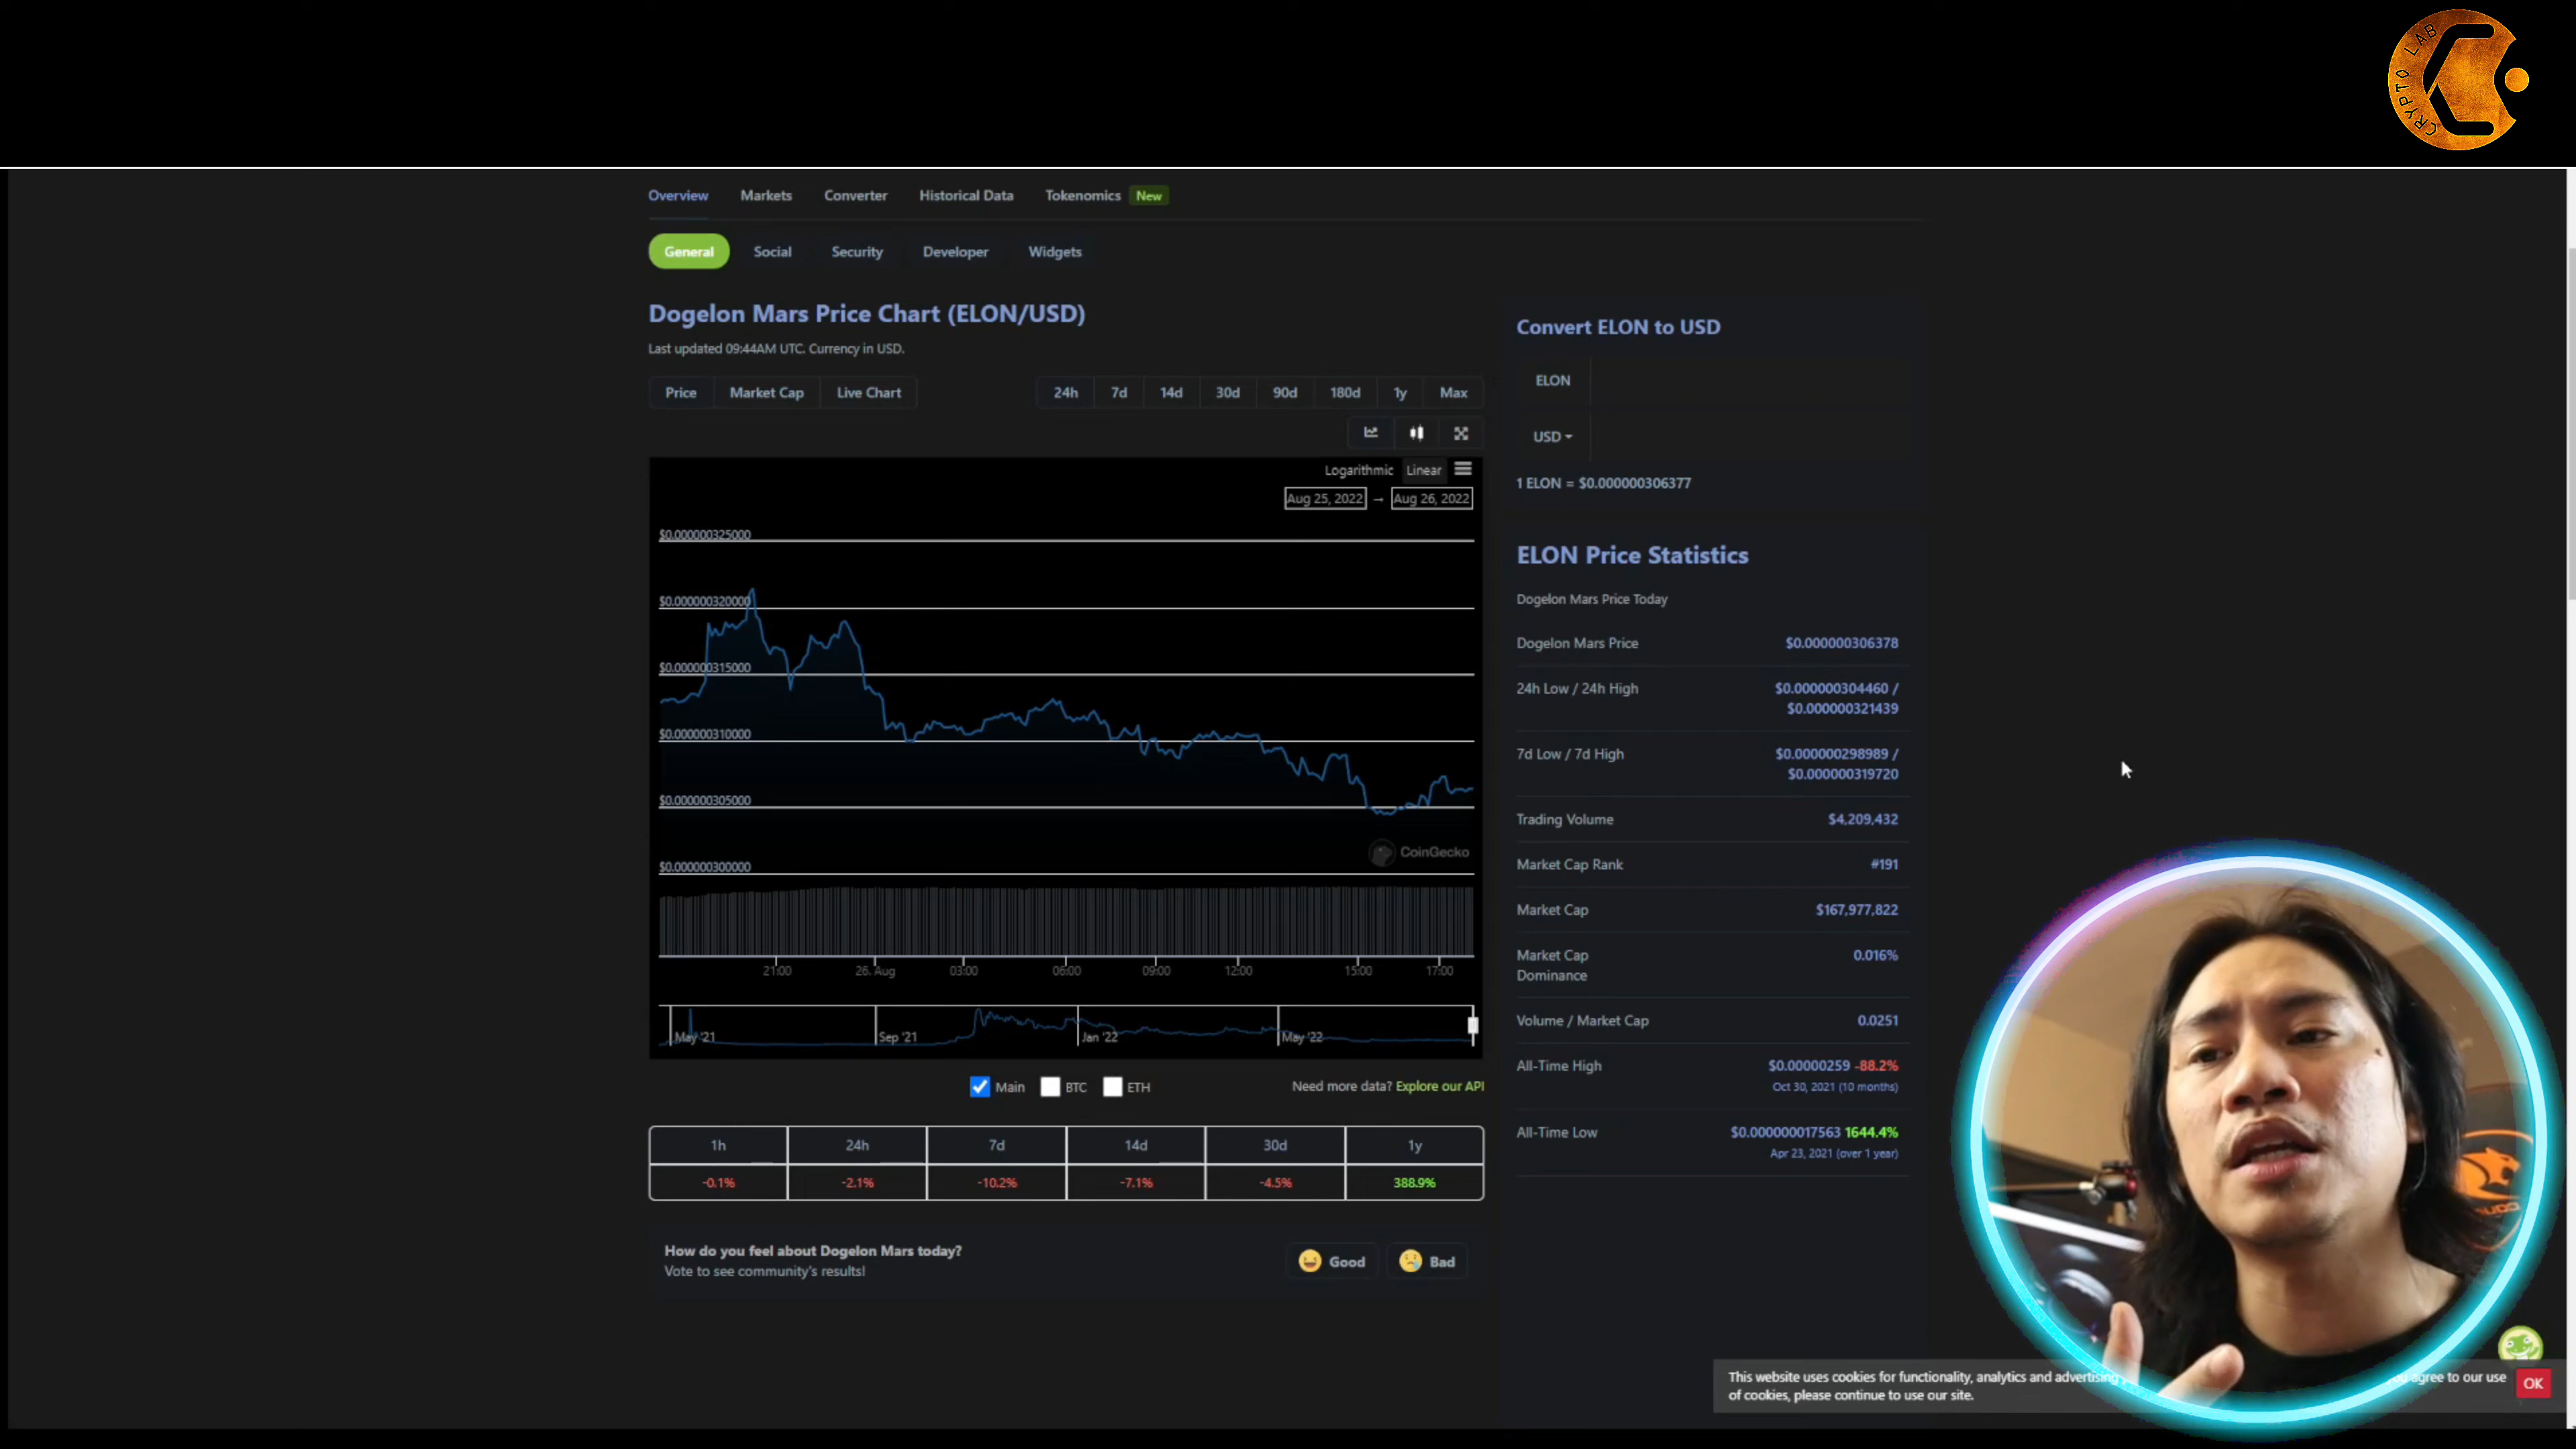 CRYPTO LAB
Overview Markets Converter Historical Data Tokenomics New
General Social Security Developer Widgets
Dogelon Mars Price Chart (ELON/USD)
Last updated 09:44AM UTC. Currency in USD.
Price Market Cap Live Chart 24h 7d 14d 30d 90d 180d 1y Max
Logarithmic Linear
Aug 25, 2022 → Aug 26, 2022
$0.000000325000
$0.000000320000
$0.000000315000
$0.000000310000
$0.000000305000
CoinGecko
$0.000000300000
21:00 26. Aug 03:00 06:00 09:00 12:00 15:00 17:00
May '21 Sep '21 Jan '22 May '22
Main BTC ETH Need more data? Explore our API
1h 24h 7d 14d 30d 1y
-0.1% -2.1% -10.2% -7.1% -4.5% 388.9%
How do you feel about Dogelon Mars today?
Vote to see community's results!
Good Bad
Convert ELON to USD
ELON
USD
1 ELON = $0.000000306377
ELON Price Statistics
Dogelon Mars Price Today
Dogelon Mars Price $0.000000306378
24h Low / 24h High $0.000000304460 /
$0.000000321439
7d Low / 7d High $0.000000298989 /
$0.000000319720
Trading Volume $4,209,432
Market Cap Rank #191
Market Cap $167,977,822
Market Cap 0.016%
Dominance
Volume / Market Cap 0.0251
All-Time High $0.00000259 -88.2%
Oct 30, 2021 (10 months)
All-Time Low $0.000000017563 1644.4%
Apr 23, 2021 (over 1 year)
This website uses cookies for functionality, analytics and advertising agree to our use
of cookies, please continue to use our site.
OK